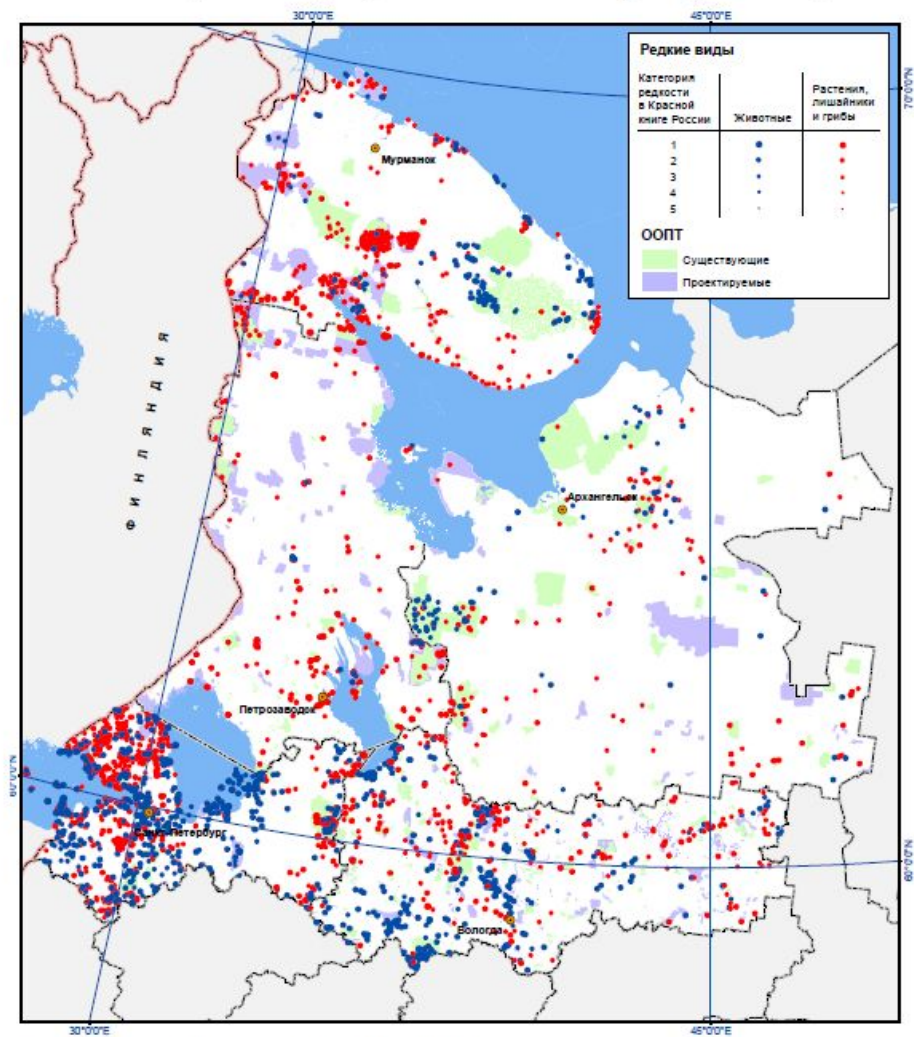 30°0'0"E
45°0'0"E
70°0'0"N
Редкие виды
Категория
редкости
в Красной
книге России
Животные
Растения,
лишайники
и грибы
1
2
3
4
5
ООПТ
Существующие
Проектируемые
Мурманок
ФИНЛЯНДИЯ
Архангельск
Петрозаводск
60°0'0"N
Санкт-Петербург
60°0'0"N
Вологда
30°0'0"E
45°0'0"E